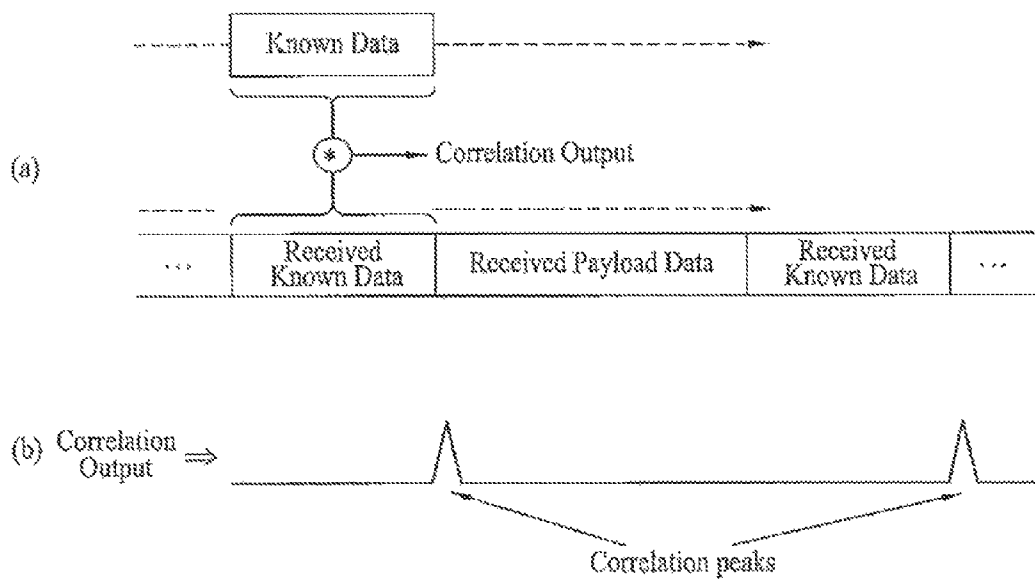 Known Data
(a)
* Correlation Output
... Received Known Data Received Payload Data Received Known Data ...
(b) Correlation Output ⇒
Correlation peaks